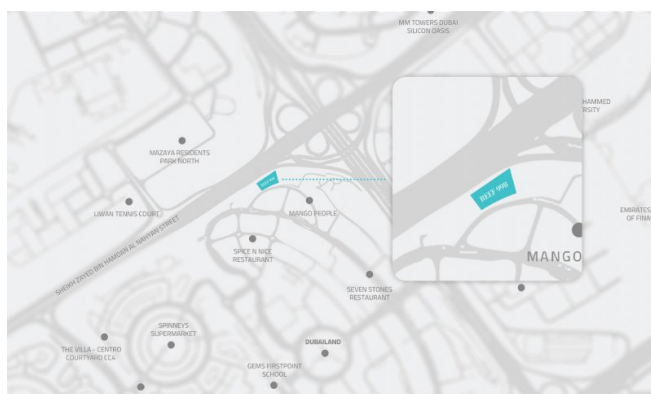 MM TOWERS DUBAI
SILICON OASIS
HAMMED
RSITY
MAZAYA RESIDENTS
PARK NORTH
LIWAN TENNIS COURT
MANGO PEOPLE
EMIRATES
OF FINA
SHEIKH ZAYED BIN HAMDAN AL NAHYAN STREET
SPICE N NICE
RESTAURANT
MANGO
SEVEN STONES
RESTAURANT
SPINNEYS
SUPERMARKET
THE VILLA - CENTRO
COURTYARD CC4
DUBAILAND
GEMS FIRSTPOINT
SCHOOL